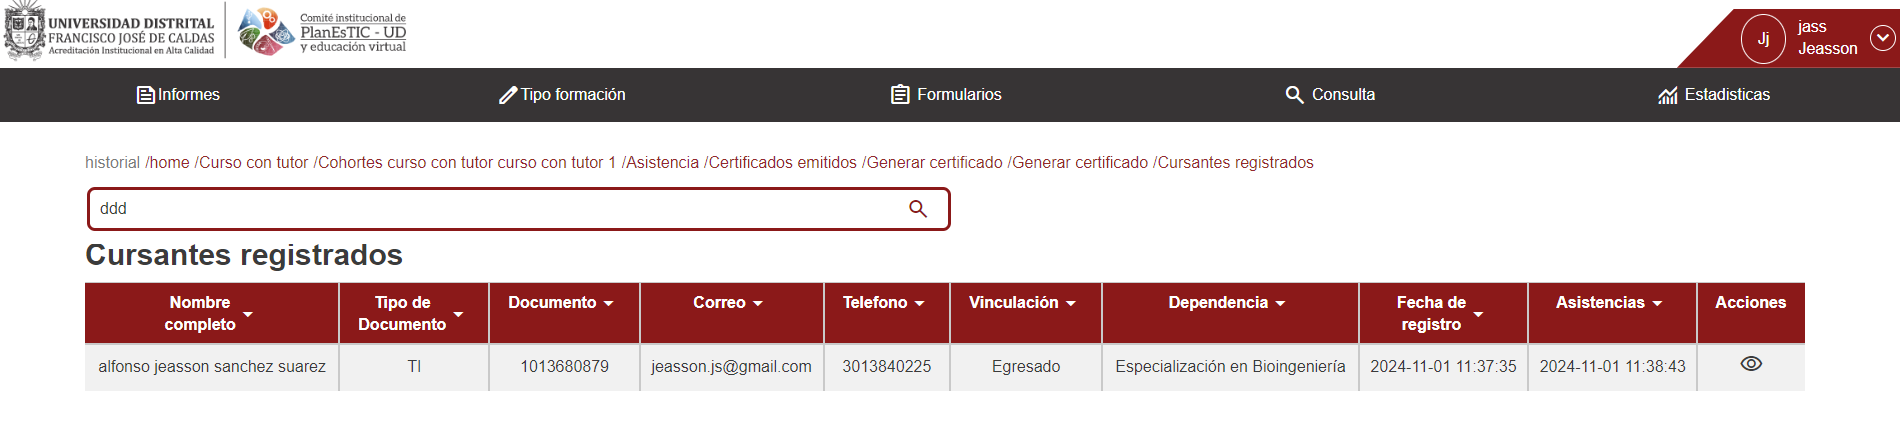 UNIVERSIDAD DISTRITAL
FRANCISCO JOSÉ DE CALDAS
Acreditación Institucional en Alta Calidad
Comité institucional de
PlanEsTIC - UD
y educación virtual
Jj
jass
Jeasson
Informes
Tipo formación
Formularios
Consulta
Estadisticas
historial /home /Curso con tutor /Cohortes curso con tutor curso con tutor 1 /Asistencia /Certificados emitidos /Generar certificado /Generar certificado /Cursantes registrados
ddd
Cursantes registrados
Nombre completo Tipo de Documento Documento Correo Telefono Vinculación Dependencia Fecha de registro Asistencias Acciones
alfonso jeasson sanchez suarez TI 1013680879 jeasson.js@gmail.com 3013840225 Egresado Especialización en Bioingeniería 2024-11-01 11:37:35 2024-11-01 11:38:43